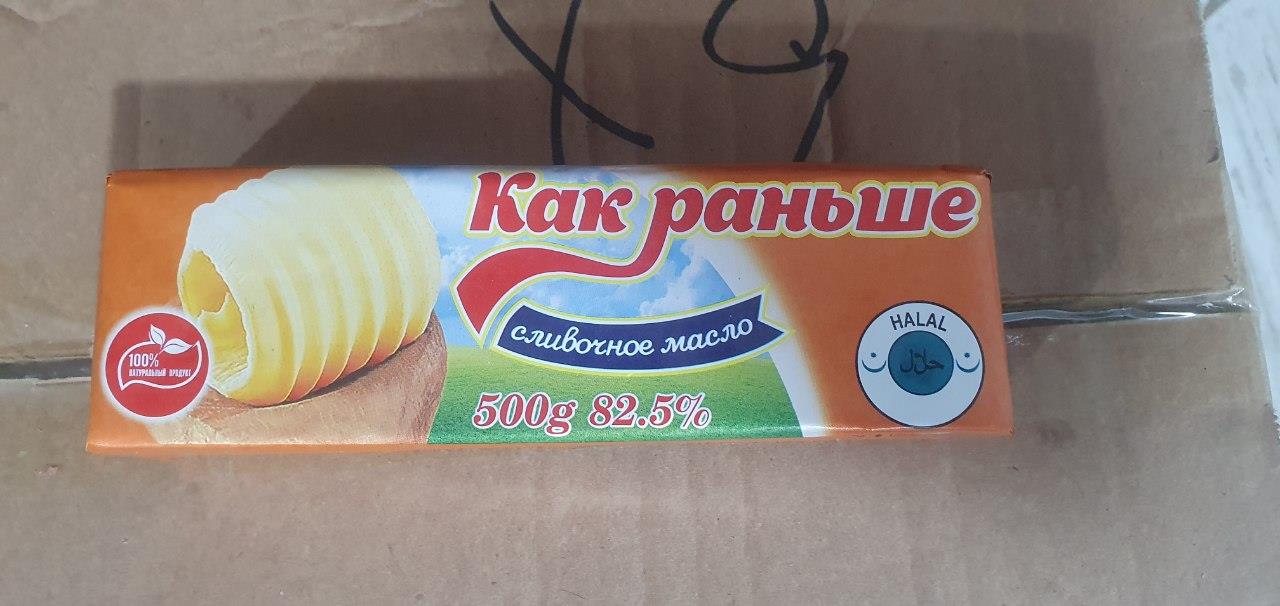 Как раньше
сливочное масло
500g 82.5%
100%
НАТУРАЛЬНЫЙ ПРОДУКТ
HALAL
حلال